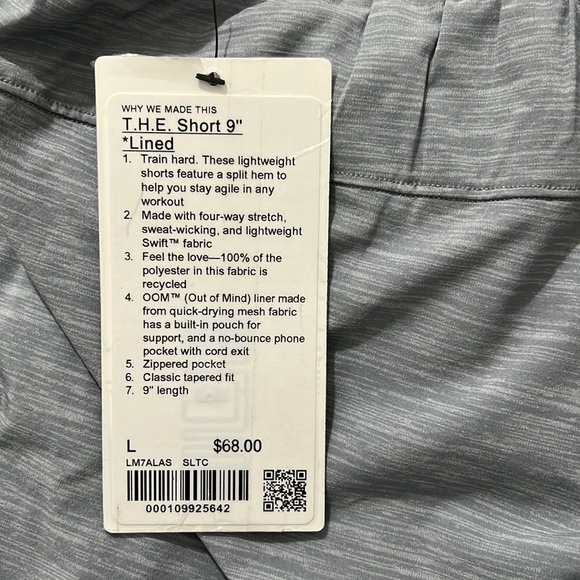 WHY WE MADE THIS
T.H.E. Short 9"
*Lined
1. Train hard. These lightweight
shorts feature a split hem to
help you stay agile in any
workout
2. Made with four-way stretch,
sweat-wicking, and lightweight
Swift™ fabric
3. Feel the love—100% of the
polyester in this fabric is
recycled
4. OOM™ (Out of Mind) liner made
from quick-drying mesh fabric
has a built-in pouch for
support, and a no-bounce phone
pocket with cord exit
5. Zippered pocket
6. Classic tapered fit
7. 9" length
L $68.00
LM7ALAS SLTC
000109925642